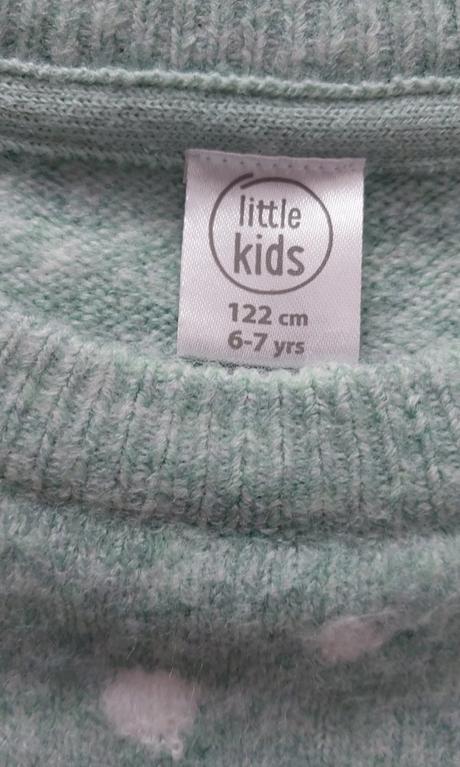 little
kids
122 cm
6-7 yrs